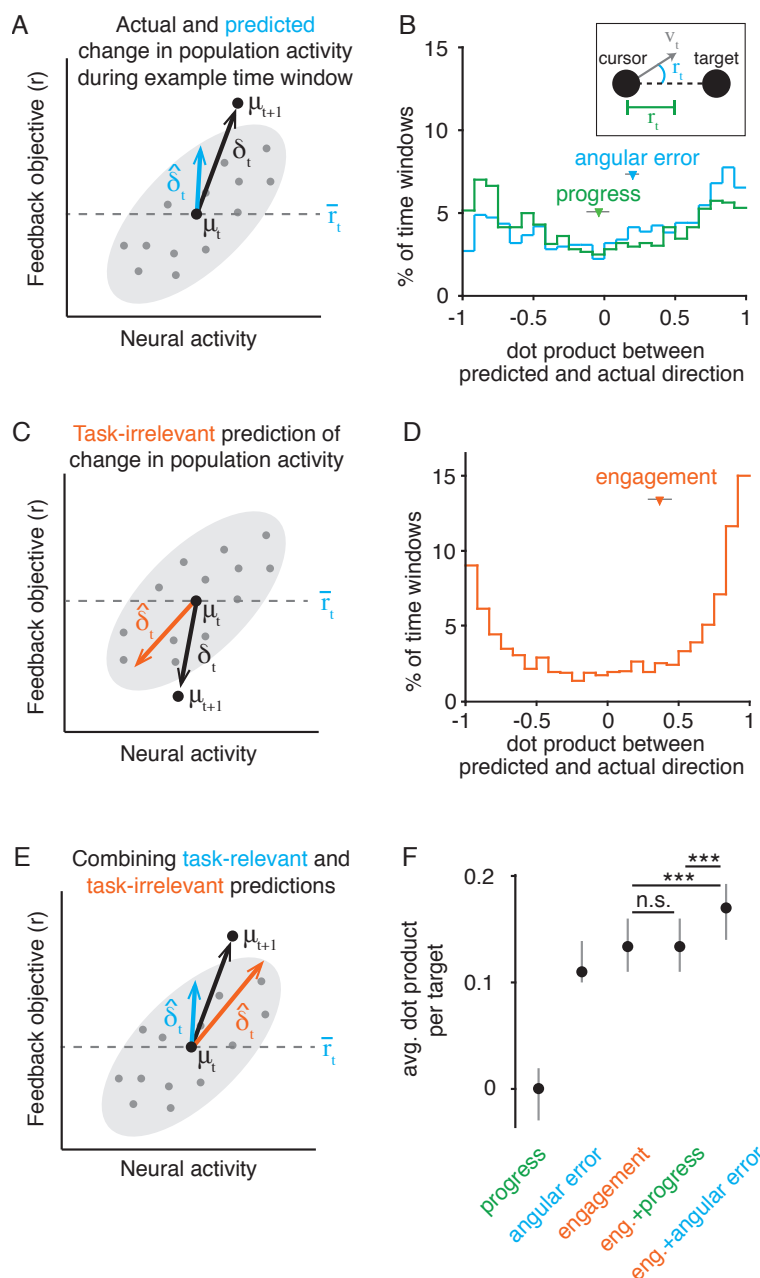 A
Actual and predicted
change in population activity
during example time window
Feedback objective (r)
μt+1
δt
δ̂t
μt
r̄t
Neural activity
B
15
10
5
0
% of time windows
vt
cursor
target
rt
rt
angular error
progress
-1
-0.5
0
0.5
1
dot product between
predicted and actual direction
C
Task-irrelevant prediction of
change in population activity
Feedback objective (r)
r̄t
μt
δ̂t
δt
μt+1
Neural activity
D
15
10
5
0
% of time windows
engagement
-1
-0.5
0
0.5
1
dot product between
predicted and actual direction
E
Combining task-relevant and
task-irrelevant predictions
Feedback objective (r)
μt+1
δ̂t
δ̂t
μt
r̄t
Neural activity
F
0.2
0.1
0
avg. dot product
per target
***
***
n.s.
progress
angular error
engagement
eng.+progress
eng.+angular error